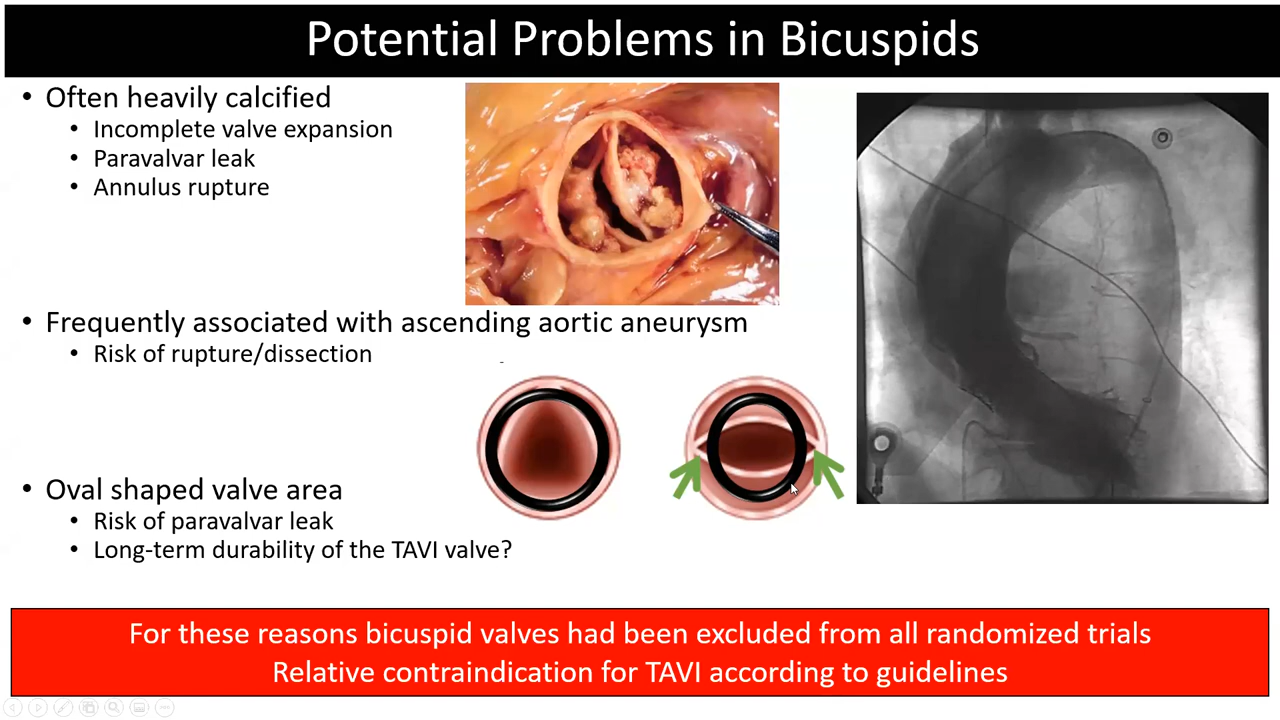 Potential Problems in Bicuspids
• Often heavily calcified
• Incomplete valve expansion
• Paravalvar leak
• Annulus rupture
• Frequently associated with ascending aortic aneurysm
• Risk of rupture/dissection
• Oval shaped valve area
• Risk of paravalvar leak
• Long-term durability of the TAVI valve?
For these reasons bicuspid valves had been excluded from all randomized trials
Relative contraindication for TAVI according to guidelines